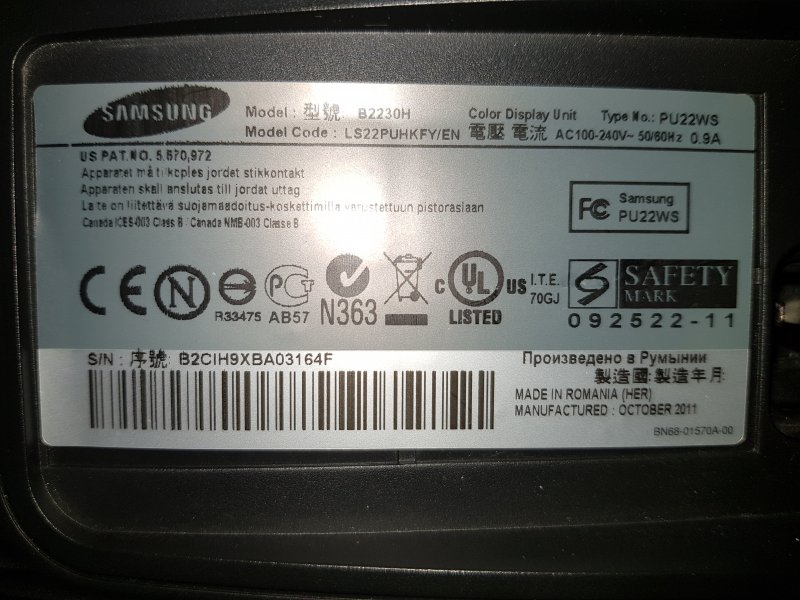 SAMSUNG
Model : 型號: B2230H
Model Code : LS22PUHKFY/EN
Color Display Unit Type No.: PU22WS
電壓 電流 AC100-240V~ 50/60Hz 0.9A
US PAT.NO. 5,670,972
Apparatet må tilkoples jordet stikkontakt
Apparaten skall anslutas till jordat uttag
Laite on liitettävä suojamaadoitus-koskettimilla varustettuun pistorasiaan
Canada ICES-003 Class B / Canada NMB-003 Classe B
FC Samsung
PU22WS
CE N
R33475
AB57
N363
C UL US
LISTED
I.T.E.
70GJ
S SAFETY
MARK
092522-11
S/N : 序號: B2CIH9XBA03164F
Произведено в Румынии
製造國:製造年月
MADE IN ROMANIA (HER)
MANUFACTURED : OCTOBER 2011
BN68-01570A-00